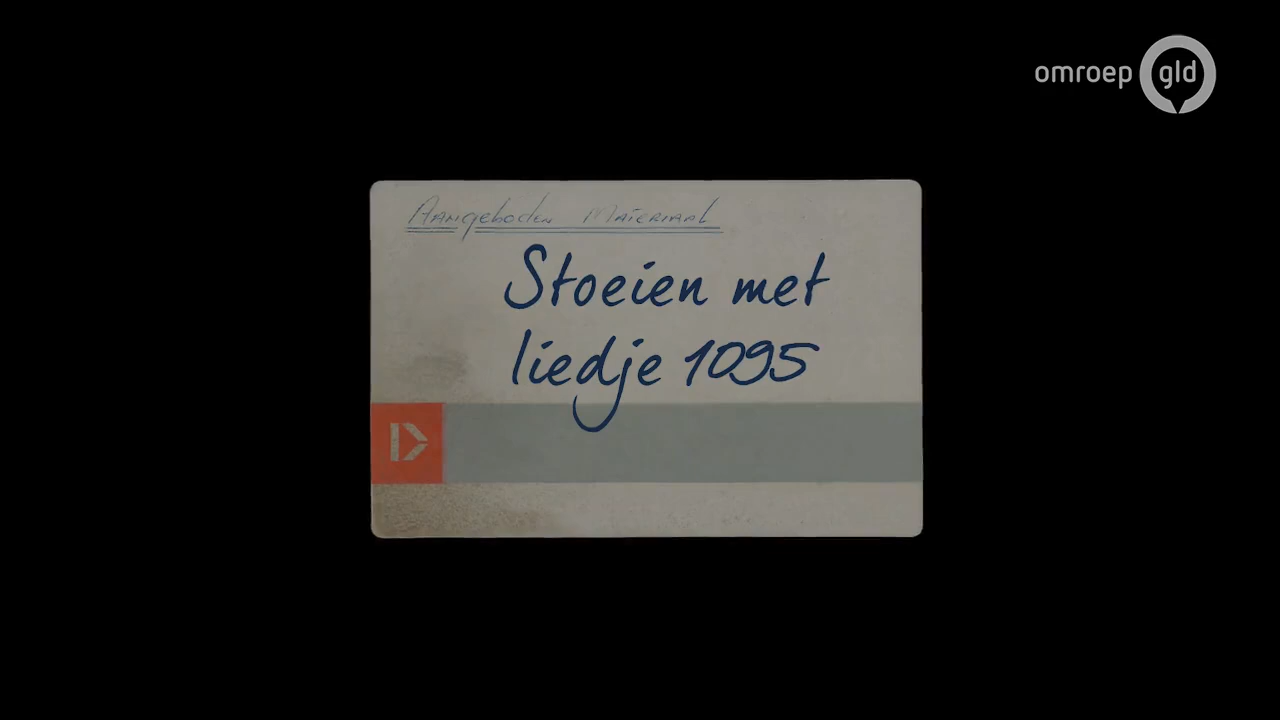 omroep gld
Aangeboden Materiaal
Stoeien met
liedje 1095